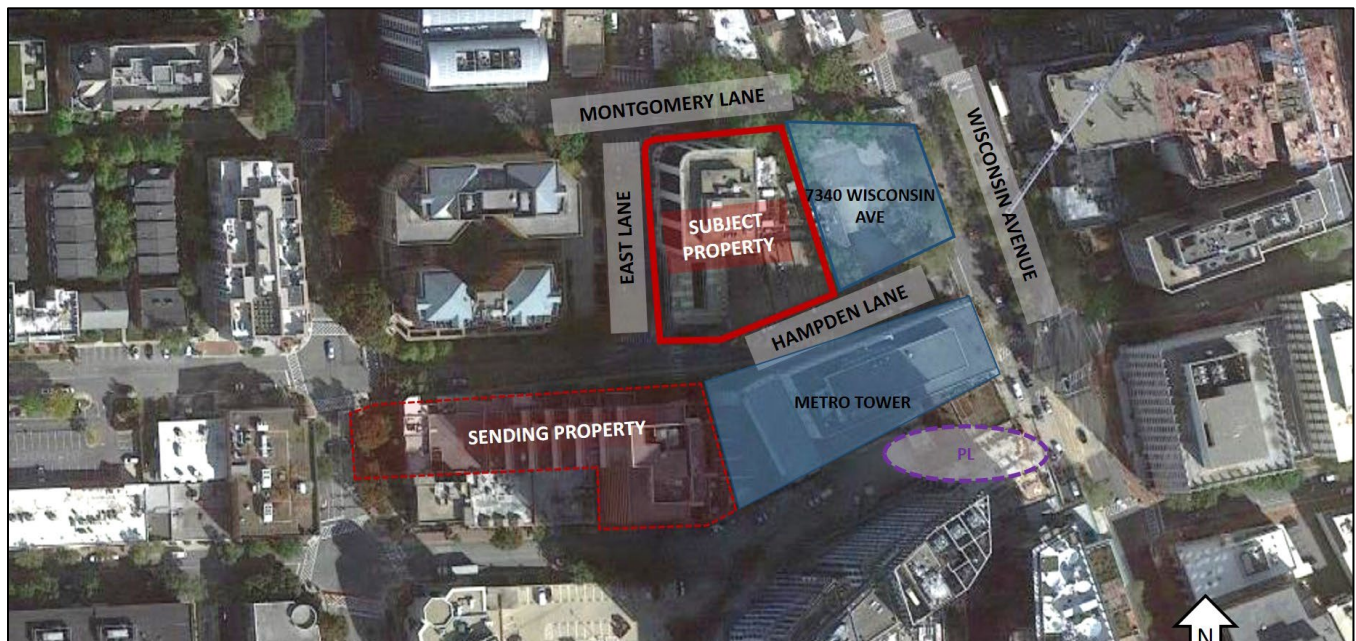 MONTGOMERY LANE
WISCONSIN AVENUE
EAST LANE
SUBJECT
PROPERTY
7340 WISCONSIN
AVE
HAMPDEN LANE
METRO TOWER
SENDING PROPERTY
PL
N